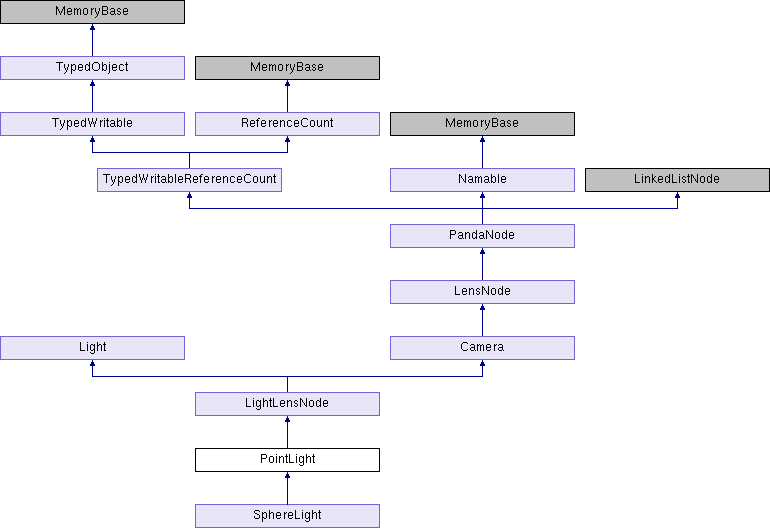 MemoryBase
TypedObject
MemoryBase
TypedWritable
ReferenceCount
MemoryBase
TypedWritableReferenceCount
Namable
LinkedListNode
PandaNode
LensNode
Light
Camera
LightLensNode
PointLight
SphereLight